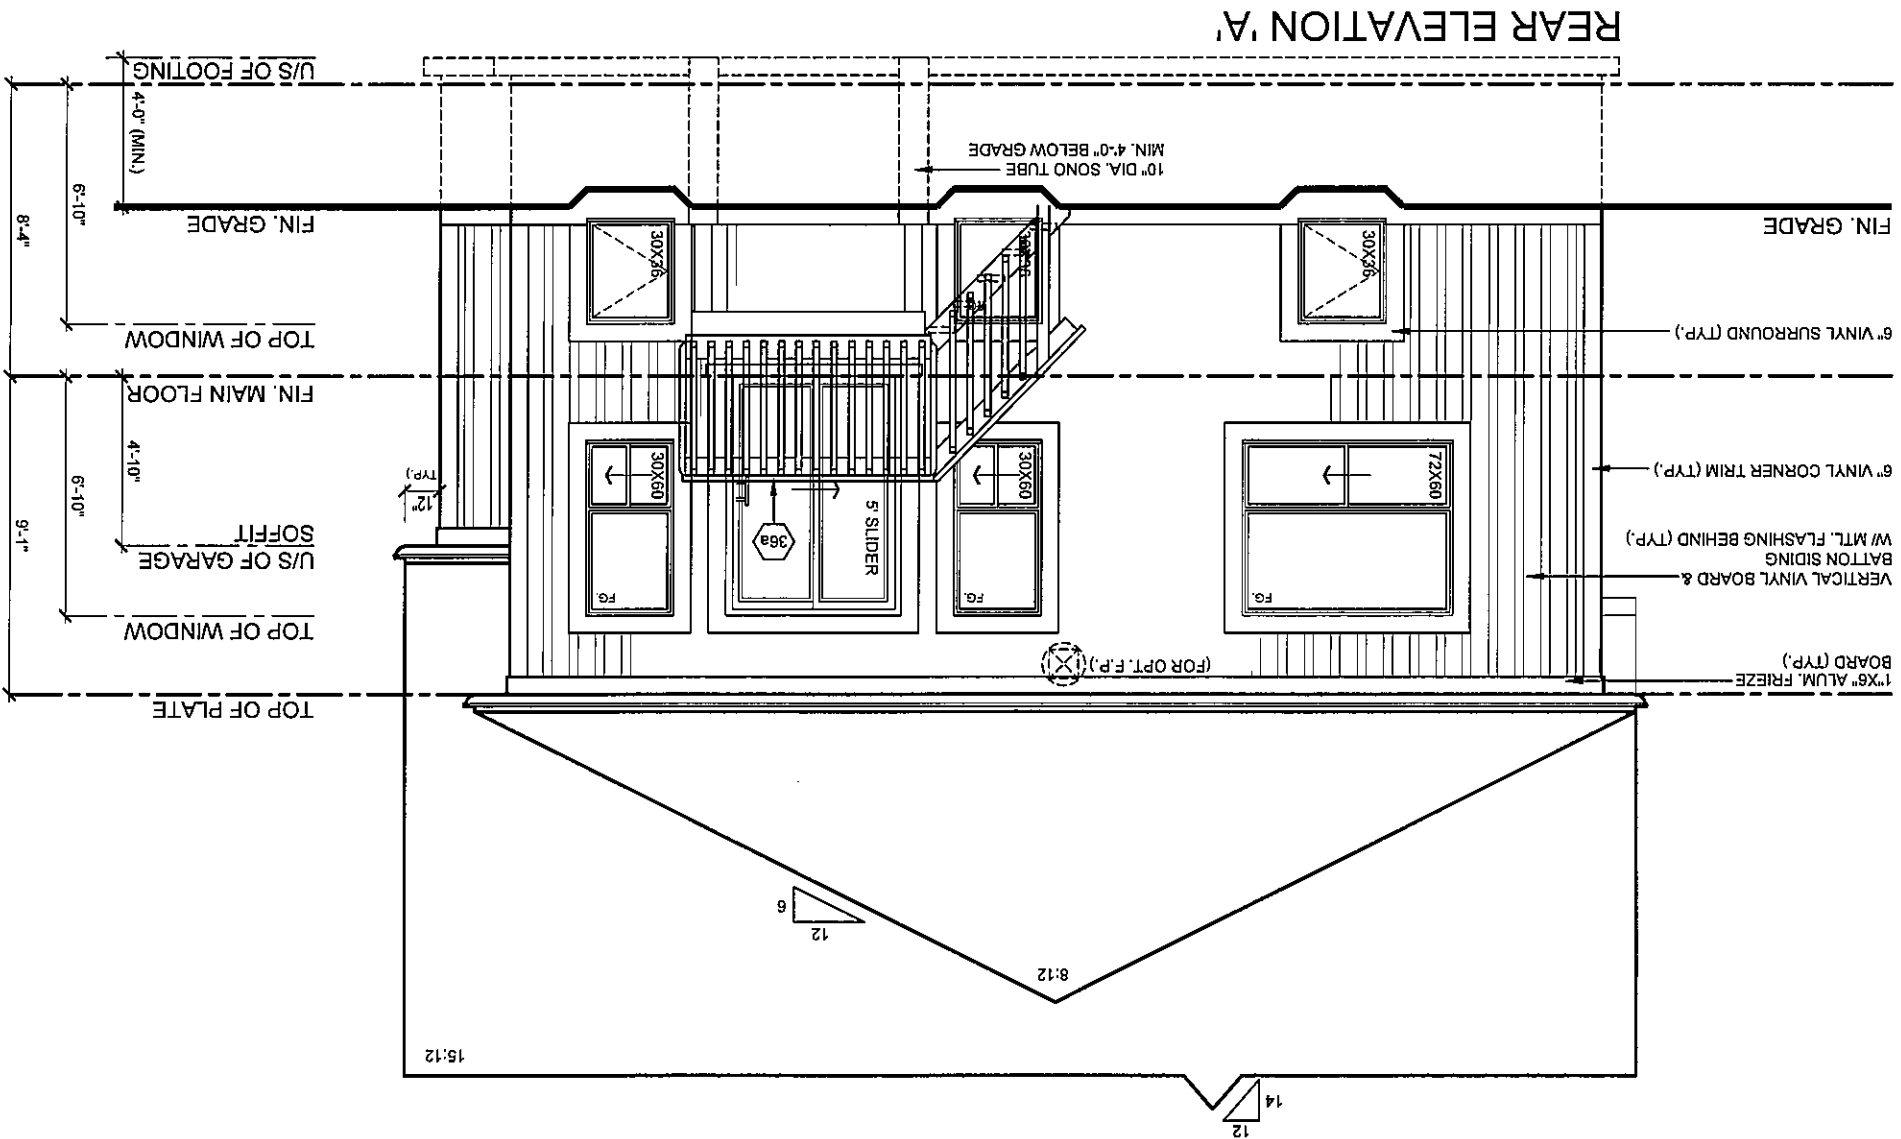 12
14
15:12
8:12
12
6
1"X6" ALUM. FRIEZE
BOARD (TYP.)
VERTICAL VINYL BOARD &
BATTON SIDING
W/ MTL. FLASHING BEHIND (TYP.)
6" VINYL CORNER TRIM (TYP.)
6" VINYL SURROUND (TYP.)
FIN. GRADE
(FOR OPT. F.P.)
FG.
72X60
FG.
30X60
5' SLIDER
36a
FG.
30X60
30X36
30X36
30X36
10" DIA. SONO TUBE
MIN. 4'-0" BELOW GRADE
12"
(TYP.)
TOP OF PLATE
TOP OF WINDOW
U/S OF GARAGE
SOFFIT
FIN. MAIN FLOOR
TOP OF WINDOW
FIN. GRADE
U/S OF FOOTING
9'-1"
6'-10"
4'-10"
8'-4"
6'-10"
4'-0" (MIN.)
REAR ELEVATION 'A'